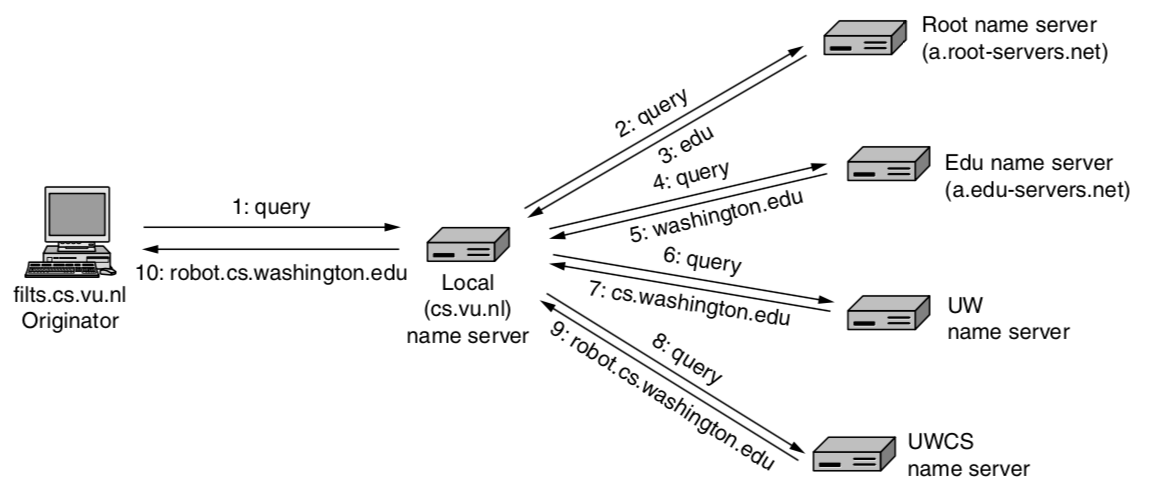 Root name server
(a.root-servers.net)
2: query
3: edu
4: query
Edu name server
(a.edu-servers.net)
5: washington.edu
1: query
6: query
10: robot.cs.washington.edu
7: cs.washington.edu
filts.cs.vu.nl
Originator
Local
(cs.vu.nl)
name server
UW
name server
8: query
9: robot.cs.washington.edu
UWCS
name server